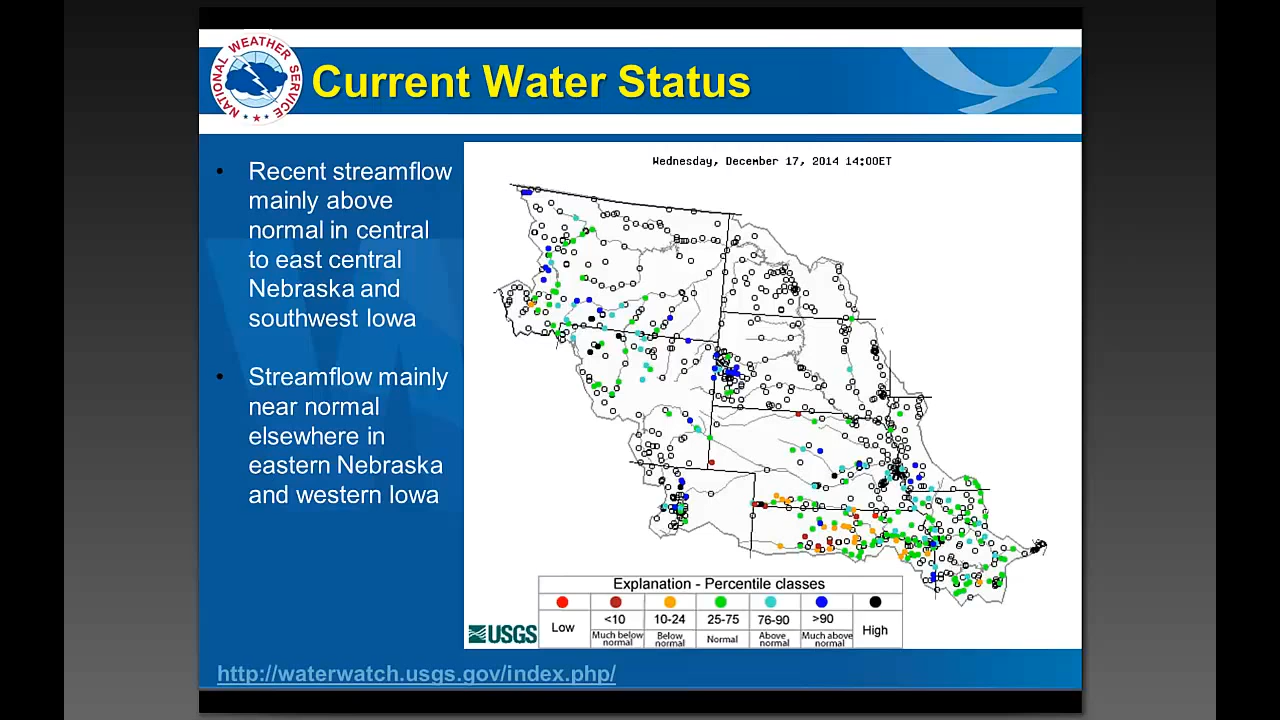 NATIONAL WEATHER SERVICE
Current Water Status
• Recent streamflow
mainly above
normal in central
to east central
Nebraska and
southwest Iowa
• Streamflow mainly
near normal
elsewhere in
eastern Nebraska
and western Iowa
Wednesday, December 17, 2014 14:00ET
Explanation - Percentile classes
Low <10 10-24 25-75 76-90 >90 High
Much below normal Below normal Normal Above normal Much above normal
USGS
http://waterwatch.usgs.gov/index.php/